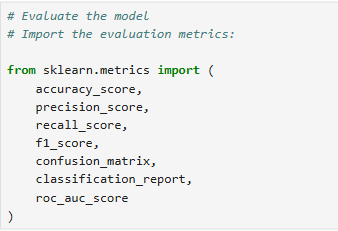 # Evaluate the model
# Import the evaluation metrics:
from sklearn.metrics import (
    accuracy_score,
    precision_score,
    recall_score,
    f1_score,
    confusion_matrix,
    classification_report,
    roc_auc_score
)